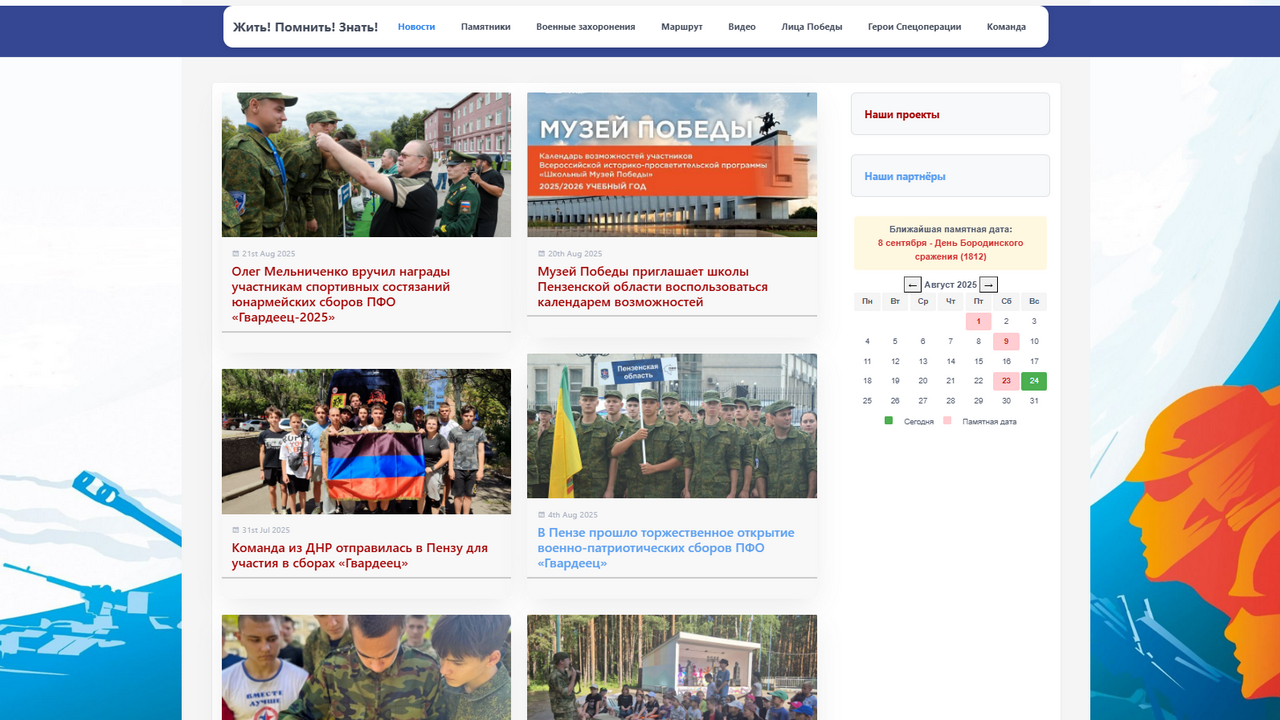 Жить! Помнить! Знать!
Новости
Памятники
Военные захоронения
Маршрут
Видео
Лица Победы
Герои Спецоперации
Команда
21st Aug 2025
Олег Мельниченко вручил награды
участникам спортивных состязаний
юнармейских сборов ПФО
«Гвардеец-2025»
МУЗЕЙ ПОБЕДЫ
Календарь возможностей участников
Всероссийской историко-просветительской программы
«Школьный Музей Победы»
2025/2026 УЧЕБНЫЙ ГОД
20th Aug 2025
Музей Победы приглашает школы
Пензенской области воспользоваться
календарем возможностей
31st Jul 2025
Команда из ДНР отправилась в Пензу для
участия в сборах «Гвардеец»
Пензенская
область
4th Aug 2025
В Пензе прошло торжественное открытие
военно-патриотических сборов ПФО
«Гвардеец»
ВМЕСТЕ
ЛУЧШЕ
Наши проекты
Наши партнёры
Ближайшая памятная дата:
8 сентября - День Бородинского
сражения (1812)
← Август 2025 →
Пн Вт Ср Чт Пт Сб Вс
1 2 3
4 5 6 7 8 9 10
11 12 13 14 15 16 17
18 19 20 21 22 23 24
25 26 27 28 29 30 31
Сегодня Памятная дата